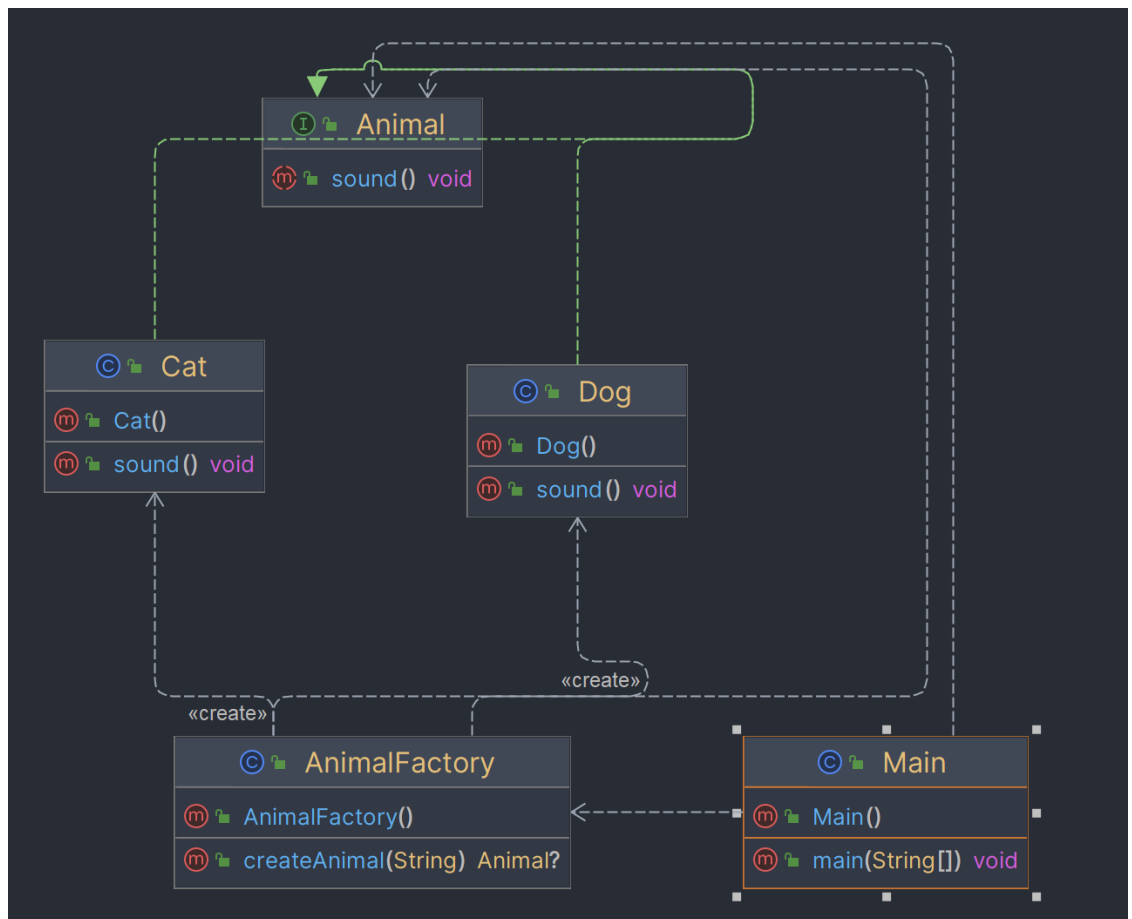 I Animal
m sound() void
C Cat
m Cat()
m sound() void
C Dog
m Dog()
m sound() void
«create»
«create»
C AnimalFactory
m AnimalFactory()
m createAnimal(String) Animal?
C Main
m Main()
m main(String[]) void